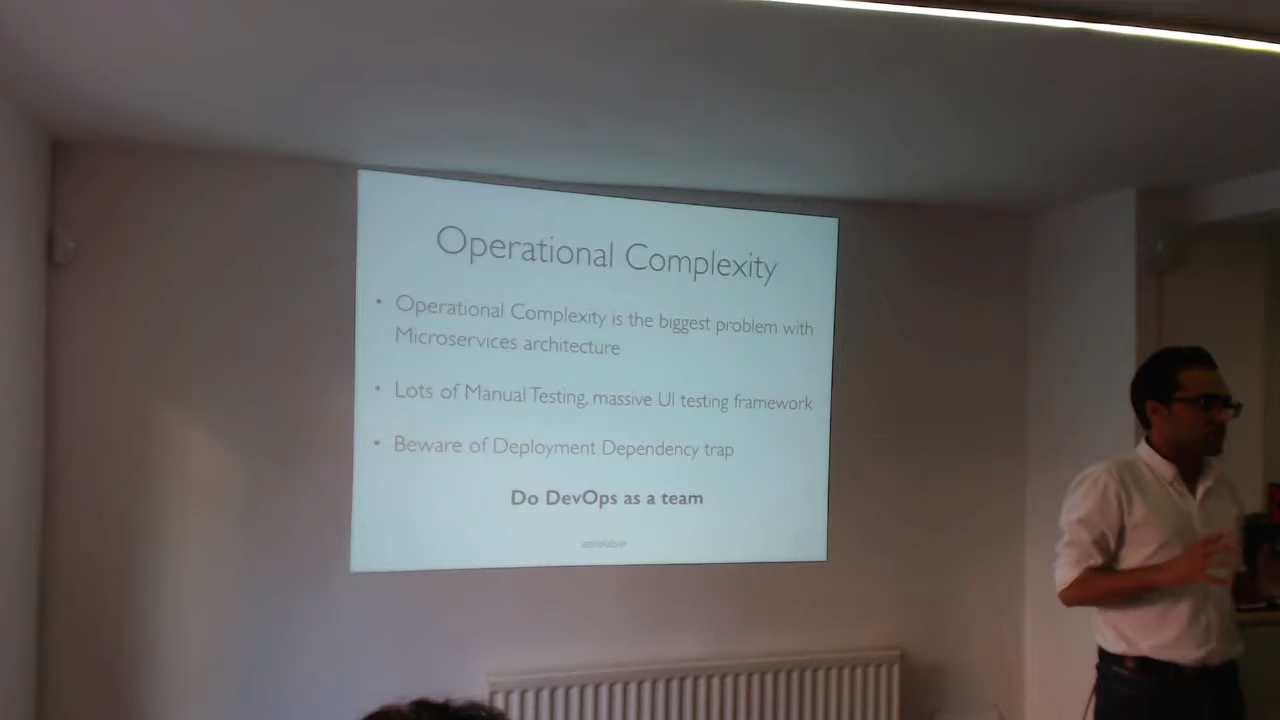 Operational Complexity
• Operational Complexity is the biggest problem with
Microservices architecture
• Lots of Manual Testing, massive UI testing framework
• Beware of Deployment Dependency trap
Do DevOps as a team